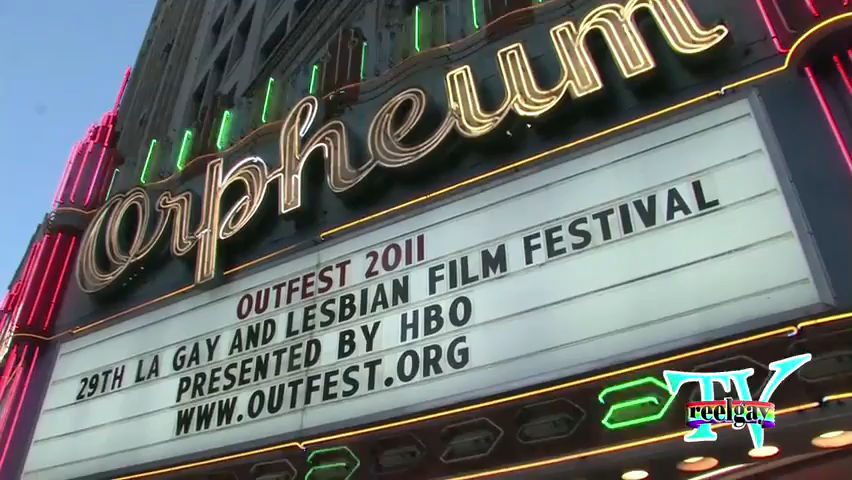 Orpheum
OUTFEST 2011
29TH LA GAY AND LESBIAN FILM FESTIVAL
PRESENTED BY HBO
WWW.OUTFEST.ORG
TV
reelgay